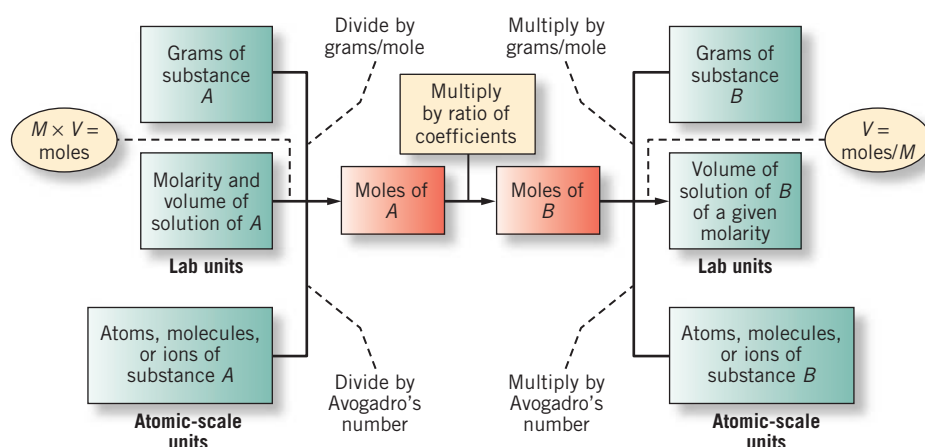 Divide by
grams/mole
Multiply by
grams/mole
Grams of
substance
A
Multiply
by ratio of
coefficients
Grams of
substance
B
M × V =
moles
V =
moles/M
Molarity and
volume of
solution of A
Moles of
A
Moles of
B
Volume of
solution of B
of a given
molarity
Lab units
Lab units
Atoms, molecules,
or ions of
substance A
Divide by
Avogadro's
number
Multiply by
Avogadro's
number
Atoms, molecules,
or ions of
substance B
Atomic-scale
units
Atomic-scale
units